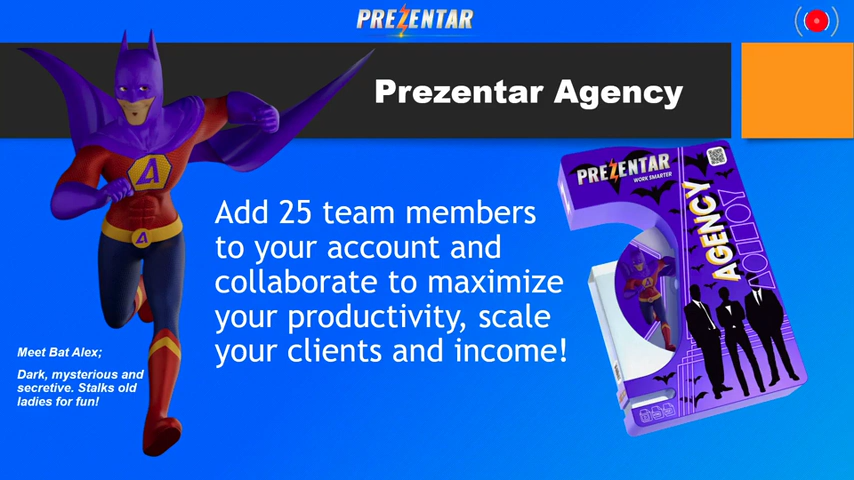 PREZENTAR
Prezentar Agency
Add 25 team members
to your account and
collaborate to maximize
your productivity, scale
your clients and income!
Meet Bat Alex;
Dark, mysterious and
secretive. Stalks old
ladies for fun!
PREZENTAR
WORK SMARTER
AGENCY